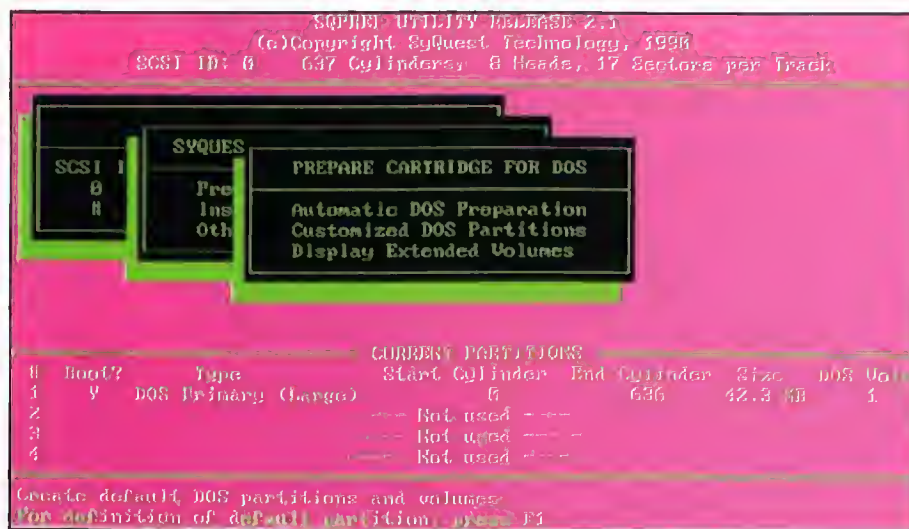 SQPREP UTILITY RELEASE 2.1
(c)Copyright SyQuest Technology, 1990
SCSI ID: 0 637 Cylinders, 8 Heads, 17 Sectors per Track
SCSI I
0
SYQUES
Pre
Ins
Oth
PREPARE CARTRIDGE FOR DOS
Automatic DOS Preparation
Customized DOS Partitions
Display Extended Volumes
CURRENT PARTITIONS
# Boot? Type Start Cylinder End Cylinder Size DOS Vols
1 Y DOS Primary (Large) 0 636 42.3 MB 1
2 --- Not used ---
3 --- Not used ---
4 --- Not used ---
Create default DOS partitions and volumes
For definition of default partition, press F1